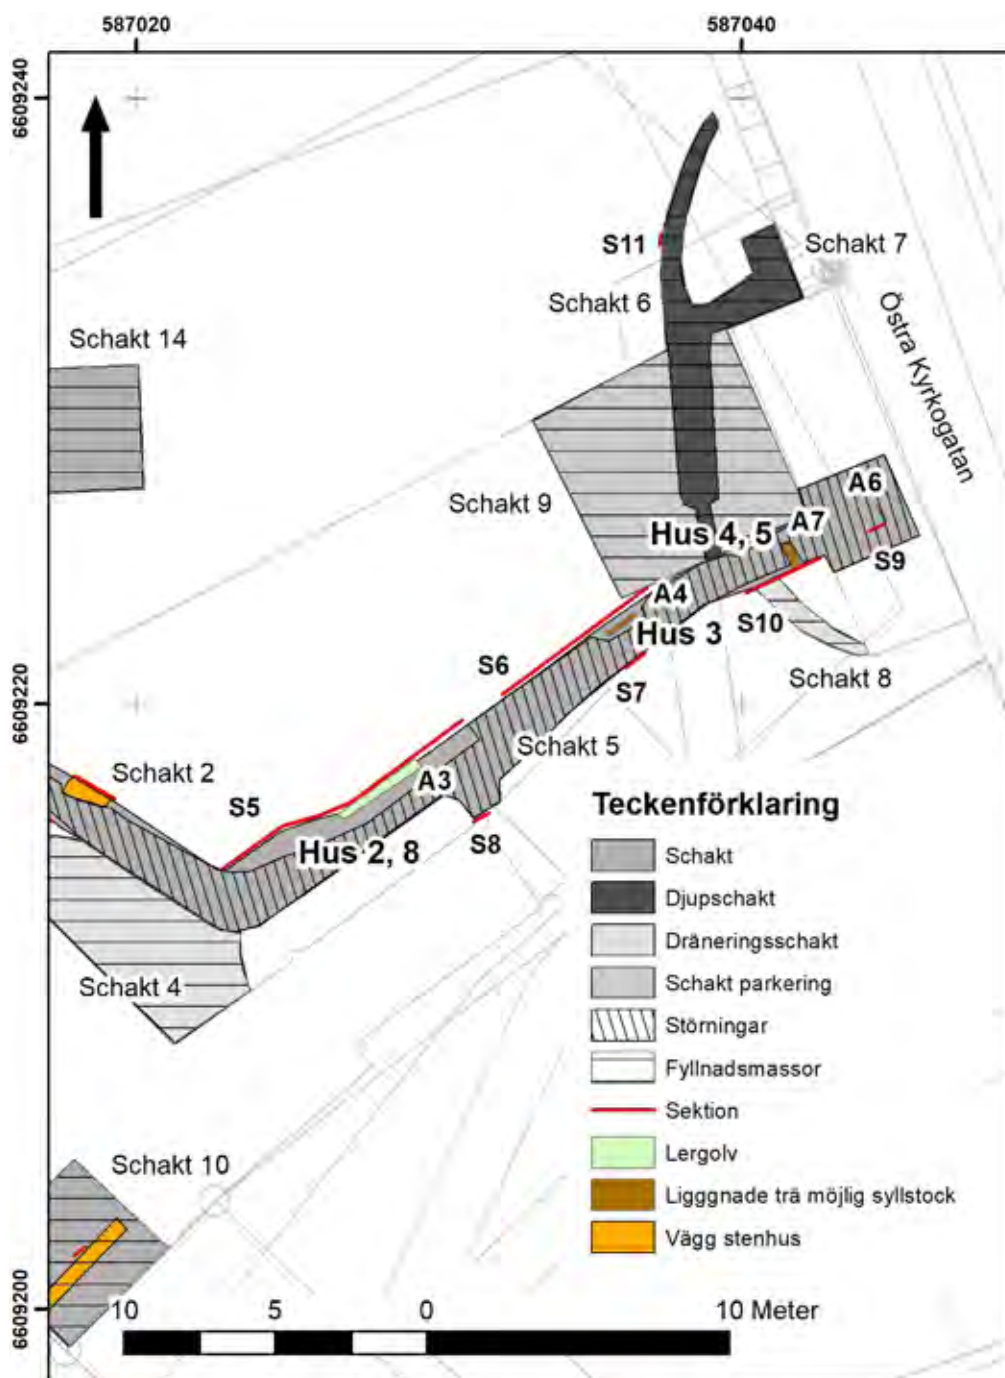 587020
587040
6609240
6609220
6609200
S11
Schakt 7
Schakt 6
Östra Kyrkogatan
Schakt 14
Schakt 9
A6
A7
Hus 4, 5
S9
A4
S10
Hus 3
S6
S7
Schakt 8
Schakt 5
Schakt 2
A3
S5
Hus 2, 8
S8
Schakt 4
Schakt 10
Teckenförklaring
Schakt
Djupschakt
Dräneringsschakt
Schakt parkering
Störningar
Fyllnadsmassor
Sektion
Lergolv
Ligggnade trä möjlig syllstock
Vägg stenhus
10 5 0 10 Meter